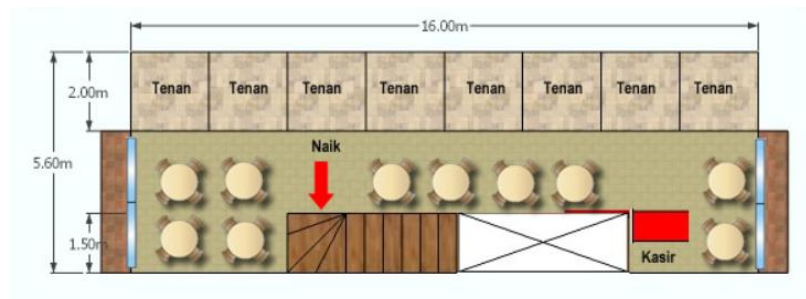 16.00m
2.00m
Tenan Tenan Tenan Tenan Tenan Tenan Tenan Tenan
5.60m
Naik
1.50m
Kasir